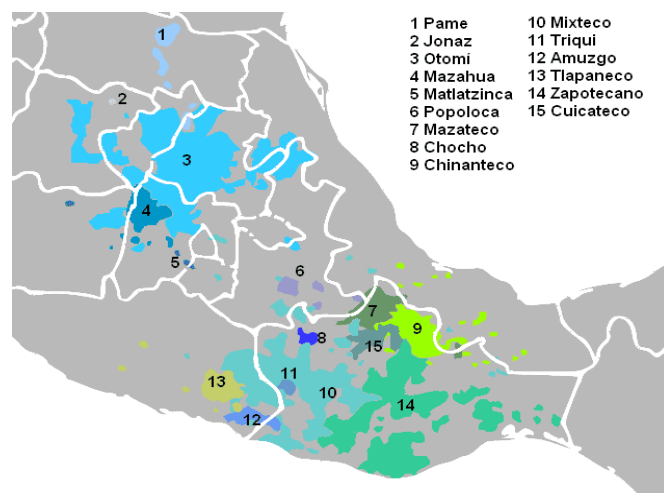 1 Pame
2 Jonaz
3 Otomí
4 Mazahua
5 Matlatzinca
6 Popoloca
7 Mazateco
8 Chocho
9 Chinanteco
10 Mixteco
11 Triqui
12 Amuzgo
13 Tlapaneco
14 Zapotecano
15 Cuicateco
1
2
3
4
5
6
7
8
9
15
13
11
10
12
14